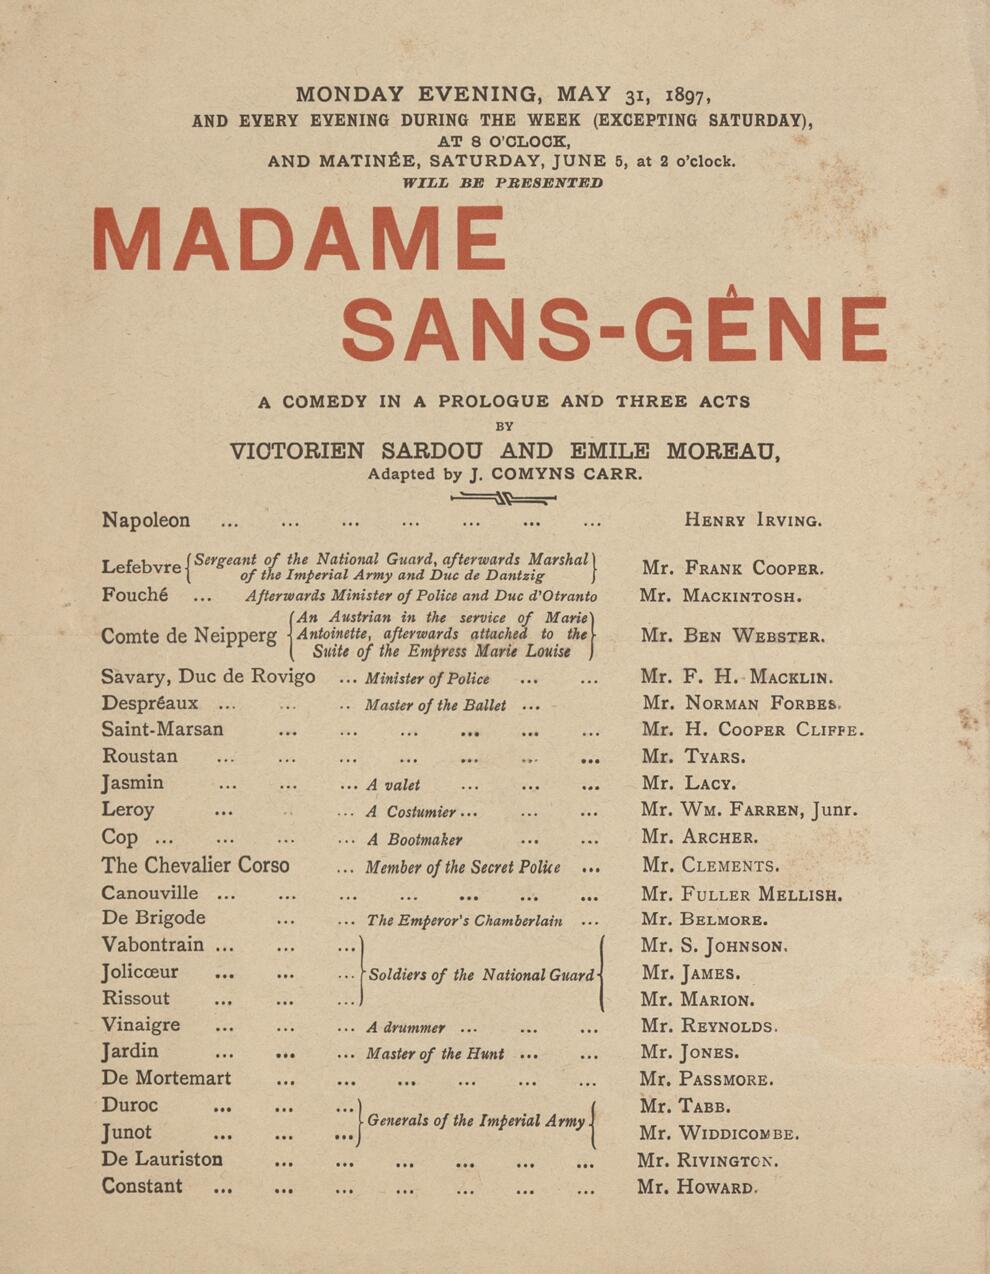 MONDAY EVENING, MAY 31, 1897,
AND EVERY EVENING DURING THE WEEK (EXCEPTING SATURDAY),
AT 8 O'CLOCK,
AND MATINÉE, SATURDAY, JUNE 5, at 2 o'clock.
WILL BE PRESENTED
MADAME
SANS-GÊNE
A COMEDY IN A PROLOGUE AND THREE ACTS
BY
VICTORIEN SARDOU AND EMILE MOREAU,
Adapted by J. COMYNS CARR.
Napoleon ... ... ... ... ... ... ... HENRY IRVING.
Lefebvre { Sergeant of the National Guard, afterwards Marshal of the Imperial Army and Duc de Dantzig } Mr. FRANK COOPER.
Fouché ... Afterwards Minister of Police and Duc d'Otranto Mr. MACKINTOSH.
Comte de Neipperg { An Austrian in the service of Marie Antoinette, afterwards attached to the Suite of the Empress Marie Louise } Mr. BEN WEBSTER.
Savary, Duc de Rovigo ... Minister of Police ... ... Mr. F. H. MACKLIN.
Despréaux ... ... ... Master of the Ballet ... Mr. NORMAN FORBES.
Saint-Marsan ... ... ... ... ... ... Mr. H. COOPER CLIFFE.
Roustan ... ... ... ... ... ... ... Mr. TYARS.
Jasmin ... ... ... A valet ... ... ... Mr. LACY.
Leroy ... ... ... A Costumier ... ... ... Mr. WM. FARREN, Junr.
Cop ... ... ... ... A Bootmaker ... ... Mr. ARCHER.
The Chevalier Corso ... Member of the Secret Police ... Mr. CLEMENTS.
Canouville ... ... ... ... ... ... ... Mr. FULLER MELLISH.
De Brigode ... ... The Emperor's Chamberlain ... Mr. BELMORE.
Vabontrain ... ... ... Mr. S. JOHNSON.
Jolicœur ... ... ... } Soldiers of the National Guard { Mr. JAMES.
Rissout ... ... ... Mr. MARION.
Vinaigre ... ... ... A drummer ... ... ... Mr. REYNOLDS.
Jardin ... ... ... Master of the Hunt ... ... Mr. JONES.
De Mortemart ... ... ... ... ... ... Mr. PASSMORE.
Duroc ... ... ... Mr. TABB.
} Generals of the Imperial Army {
Junot ... ... ... Mr. WIDDICOMBE.
De Lauriston ... ... ... ... ... ... Mr. RIVINGTON.
Constant ... ... ... ... ... ... ... Mr. HOWARD.